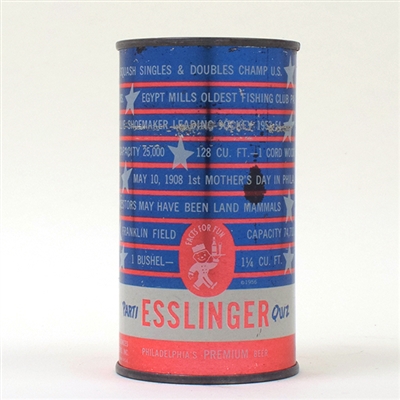 SQUASH SINGLES & DOUBLES CHAMP U.S.
EGYPT MILLS OLDEST FISHING CLUB
SHOEMAKER LEADING JOCKEY
CAPACITY 25,000 128 CU. FT.—1 CORD WOOD
MAY 10, 1908 1st MOTHER'S DAY IN PHILA
MAY HAVE BEEN LAND MAMMALS
FRANKLIN FIELD CAPACITY
FACTS FOR FUN
1 BUSHEL— 1¼ CU. FT.
PARTI ESSLINGER QUIZ
PHILADELPHIA'S PREMIUM BEER